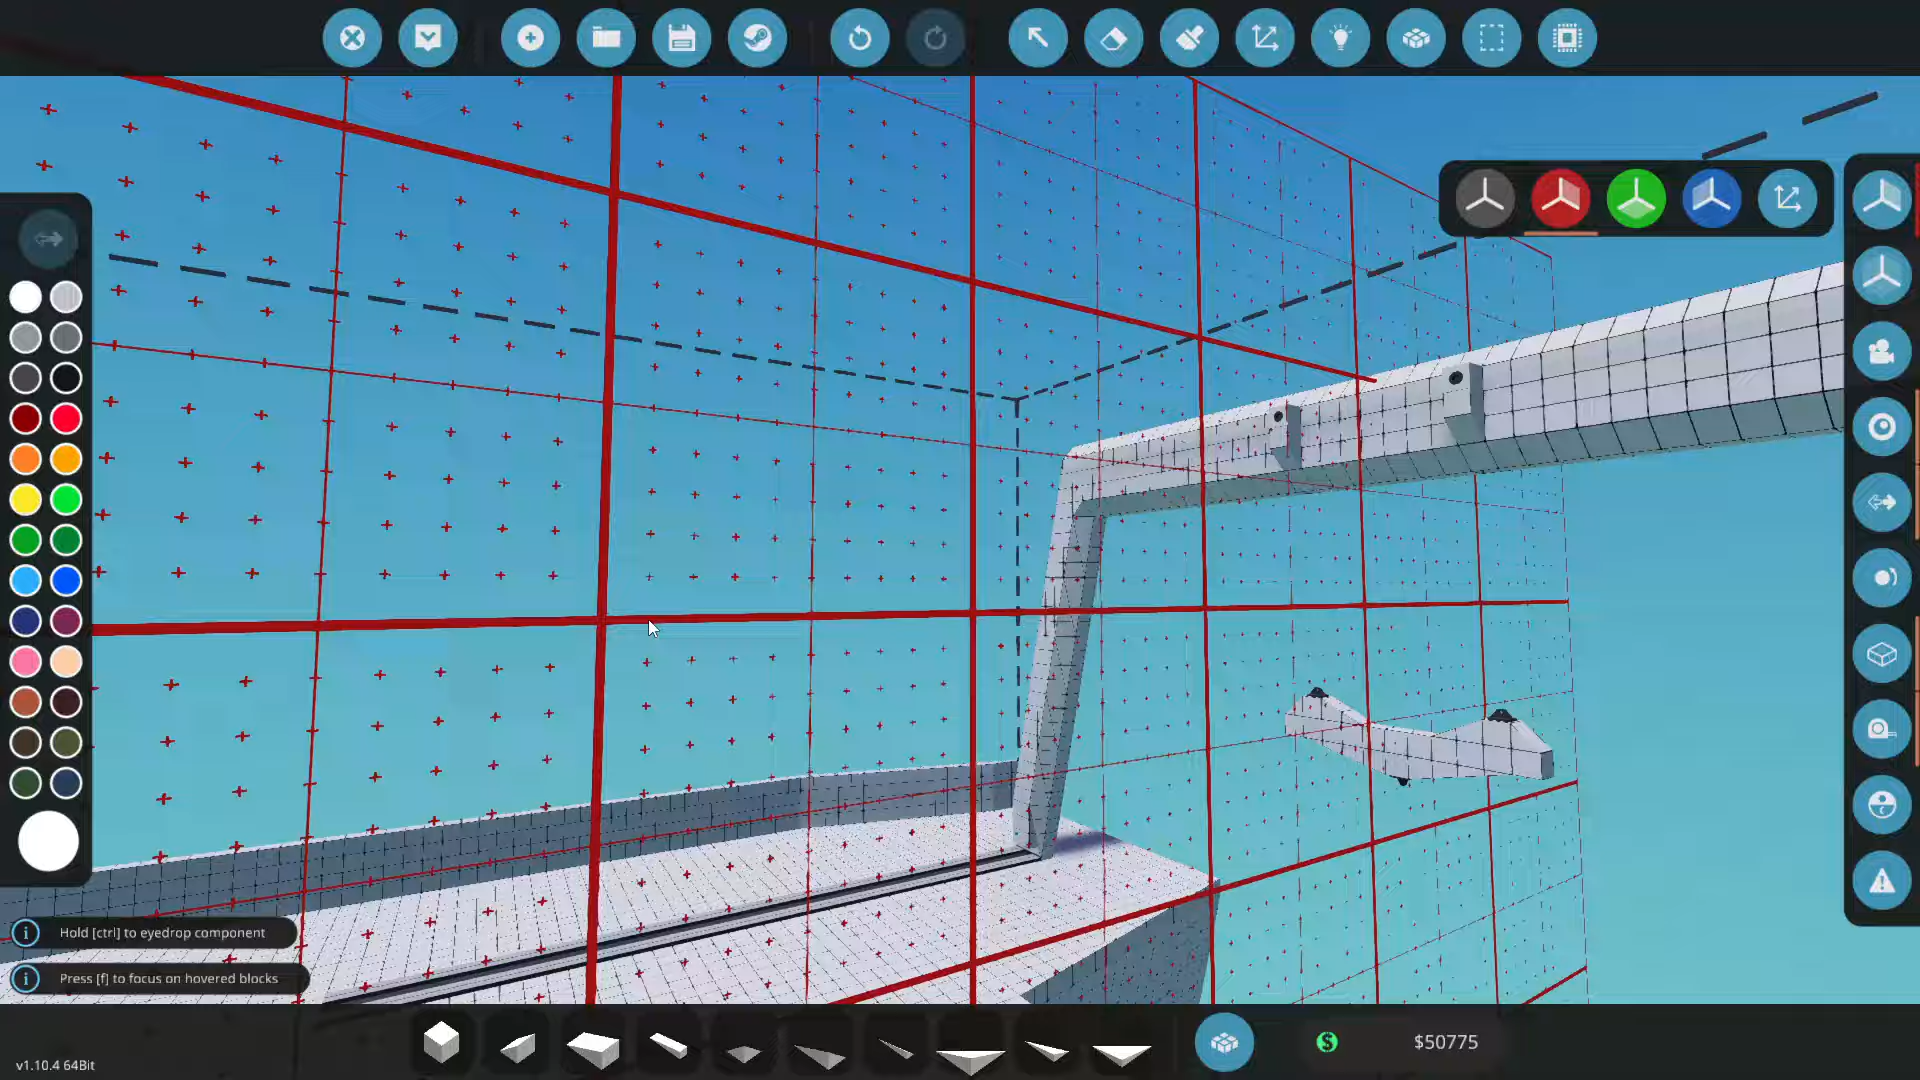 Hold [ctrl] to eyedrop component
Press [f] to focus on hovered blocks
$50775
v1.10.4 64Bit